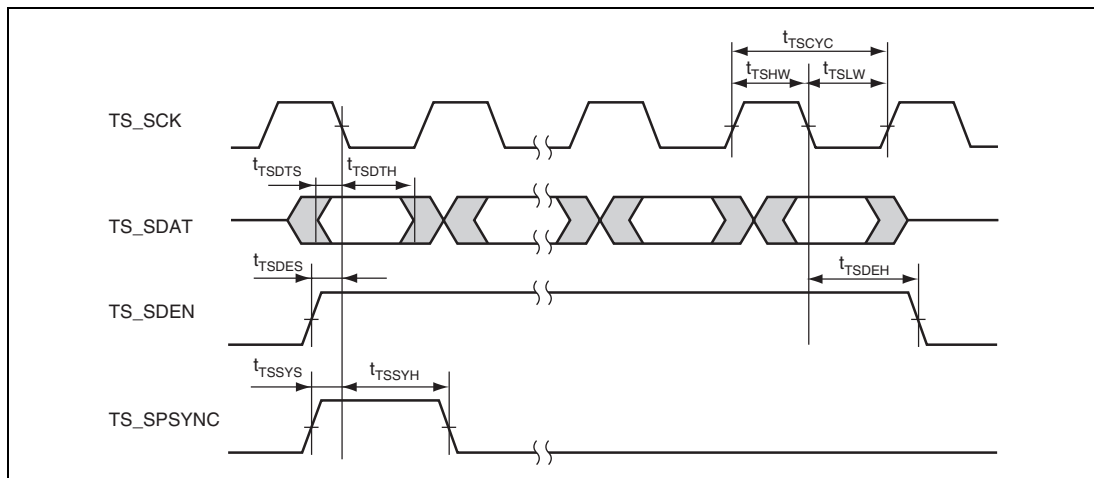 tTSCYC
tTSHW tTSLW
TS_SCK
tTSDTS tTSDTH
TS_SDAT
tTSDES tTSDEH
TS_SDEN
tTSSYS tTSSYH
TS_SPSYNC